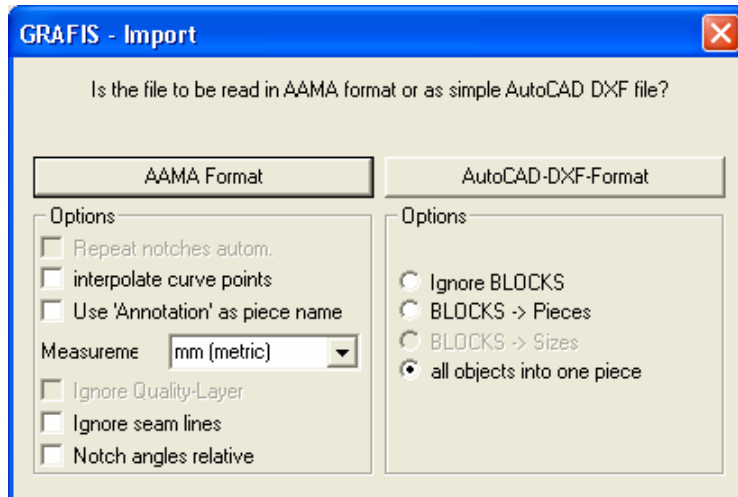 GRAFIS - Import
Is the file to be read in AAMA format or as simple AutoCAD DXF file?
AAMA Format
AutoCAD-DXF-Format
Options
Repeat notches autom.
interpolate curve points
Use 'Annotation' as piece name
Measureme
mm (metric)
Ignore Quality-Layer
Ignore seam lines
Notch angles relative
Options
Ignore BLOCKS
BLOCKS -> Pieces
BLOCKS -> Sizes
all objects into one piece